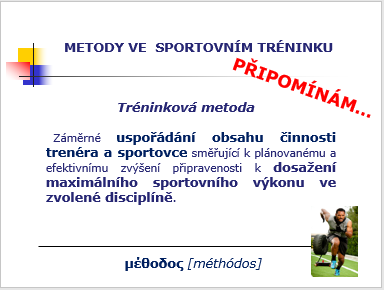 METODY VE SPORTOVNÍM TRÉNINKU
PŘIPOMÍNÁM...
Tréninková metoda
Záměrné uspořádání obsahu činnosti
trenéra a sportovce směřující k plánovanému a
efektivnímu zvýšení připravenosti k dosažení
maximálního sportovního výkonu ve
zvolené disciplíně.
μέθοδος [méthódos]